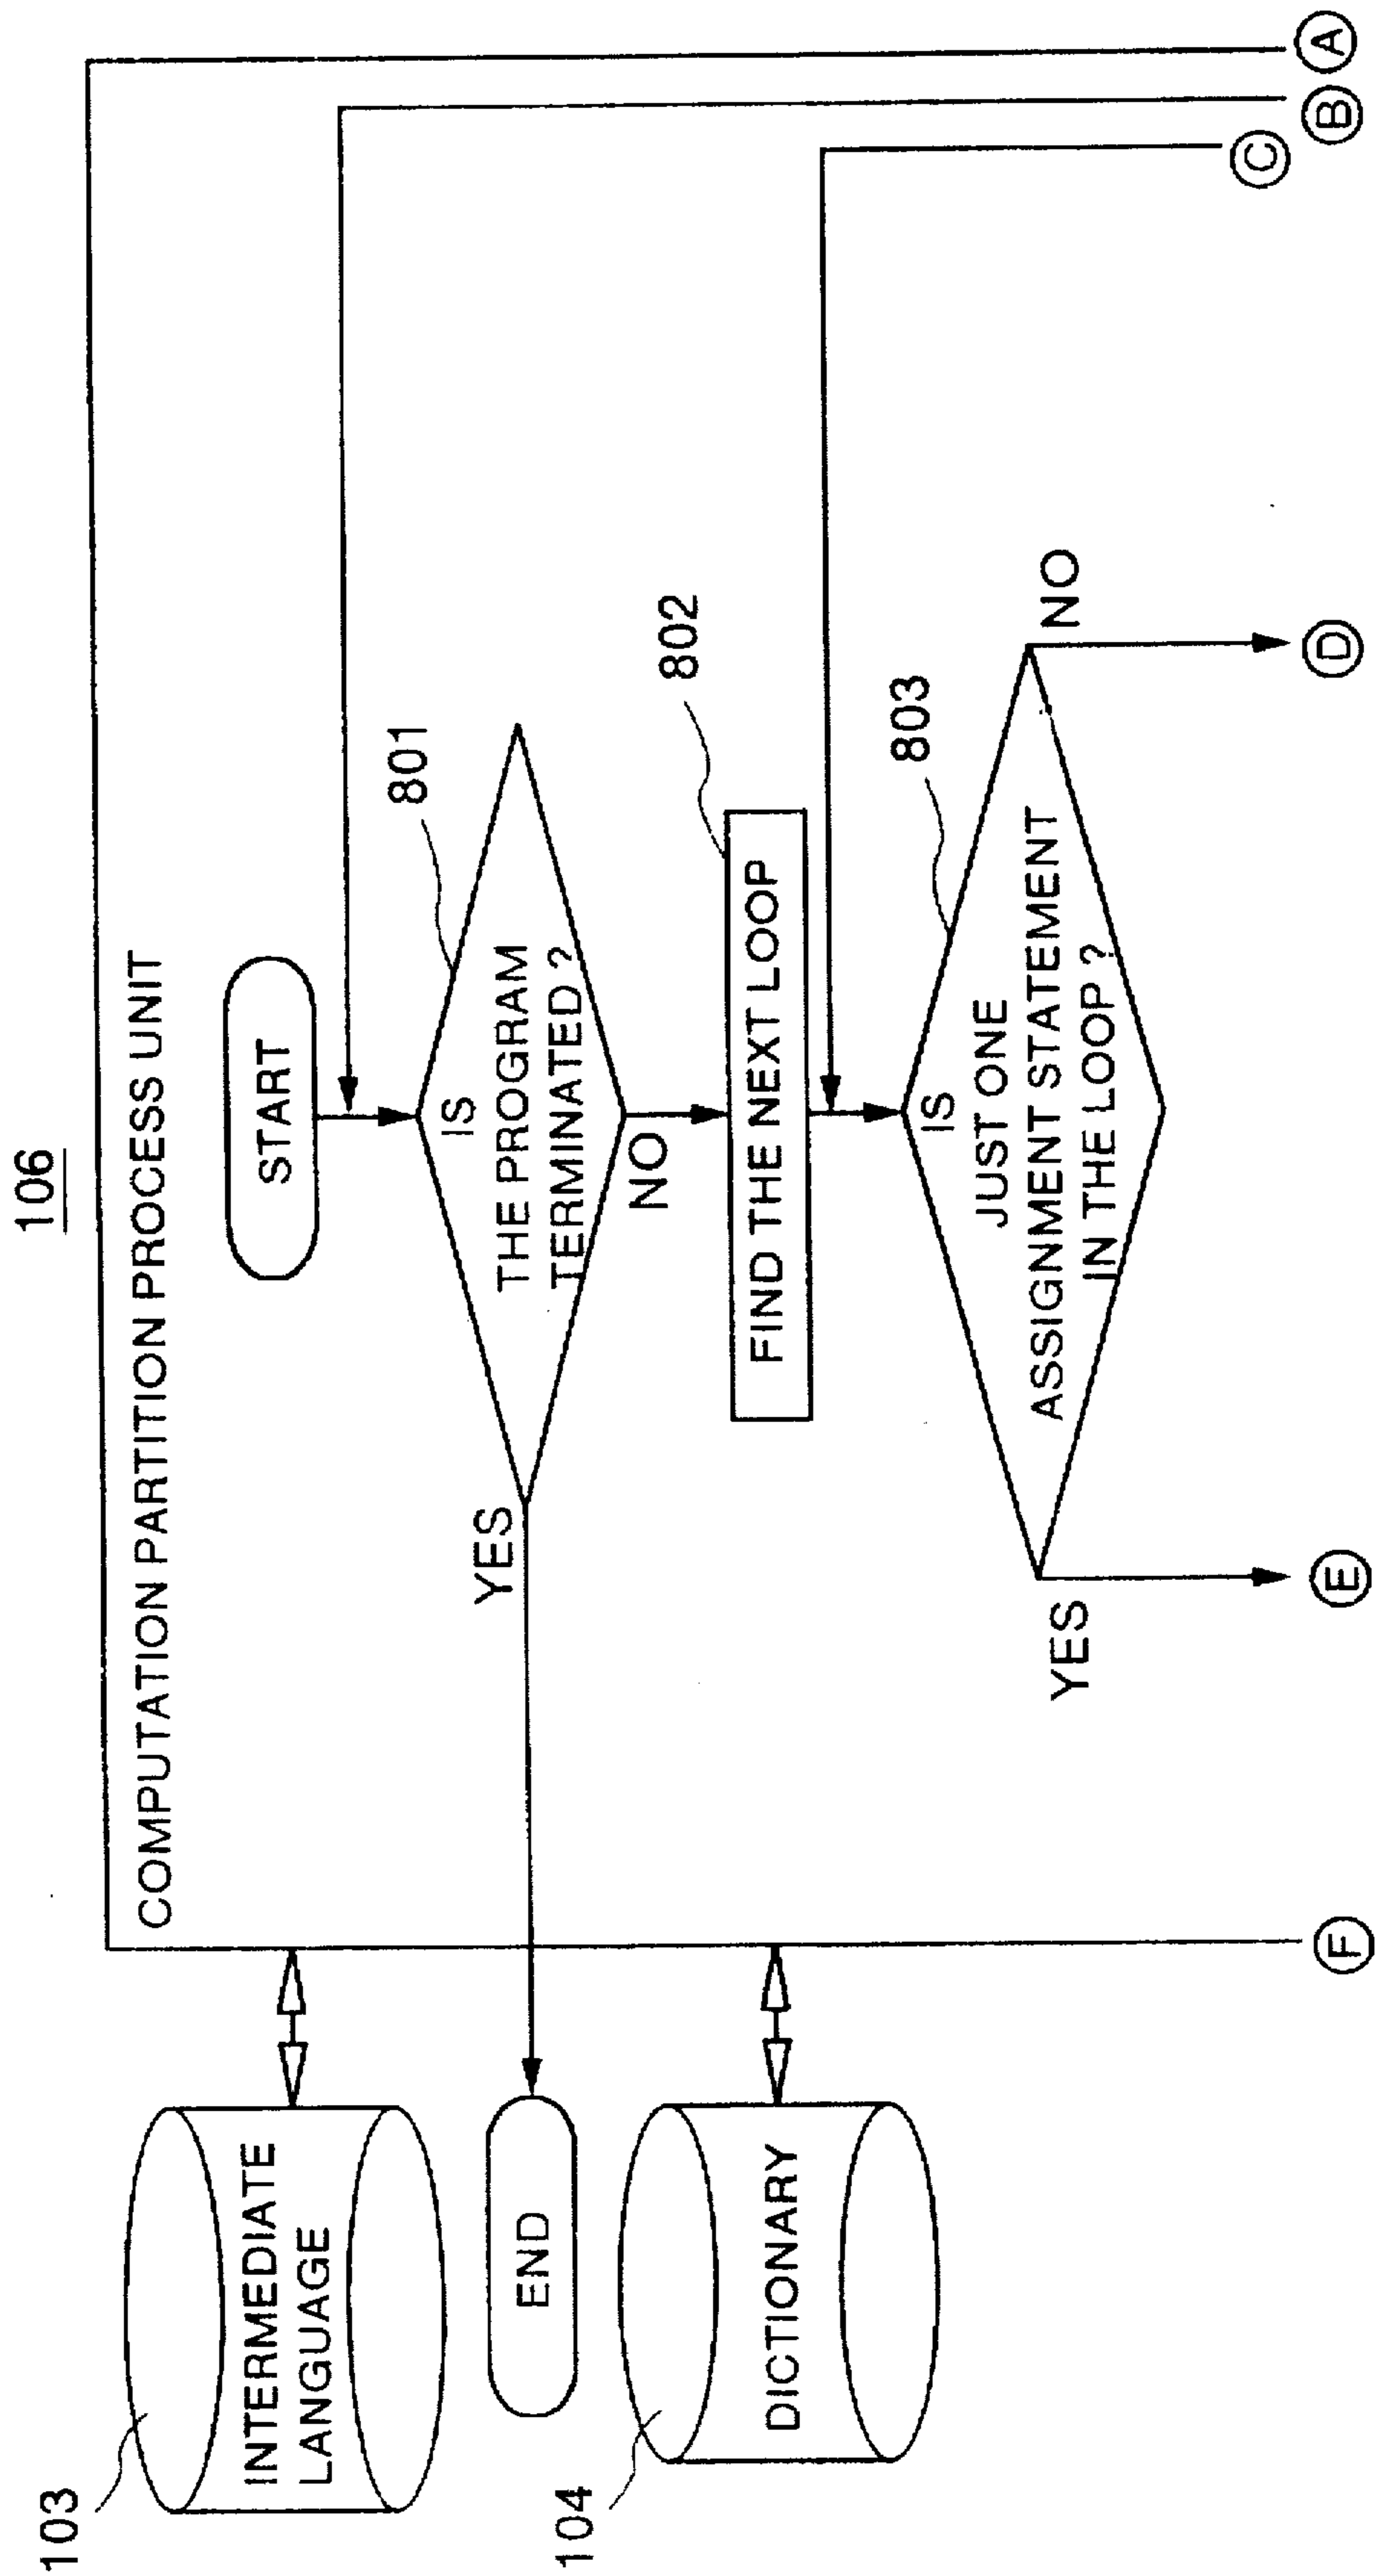 106
COMPUTATION PARTITION PROCESS UNIT
103
INTERMEDIATE
LANGUAGE
START
801
IS
THE PROGRAM
TERMINATED ?
YES
NO
END
802
FIND THE NEXT LOOP
104
DICTIONARY
803
IS
JUST ONE
ASSIGNMENT STATEMENT
IN THE LOOP ?
YES
NO
F
E
D
C
B
A